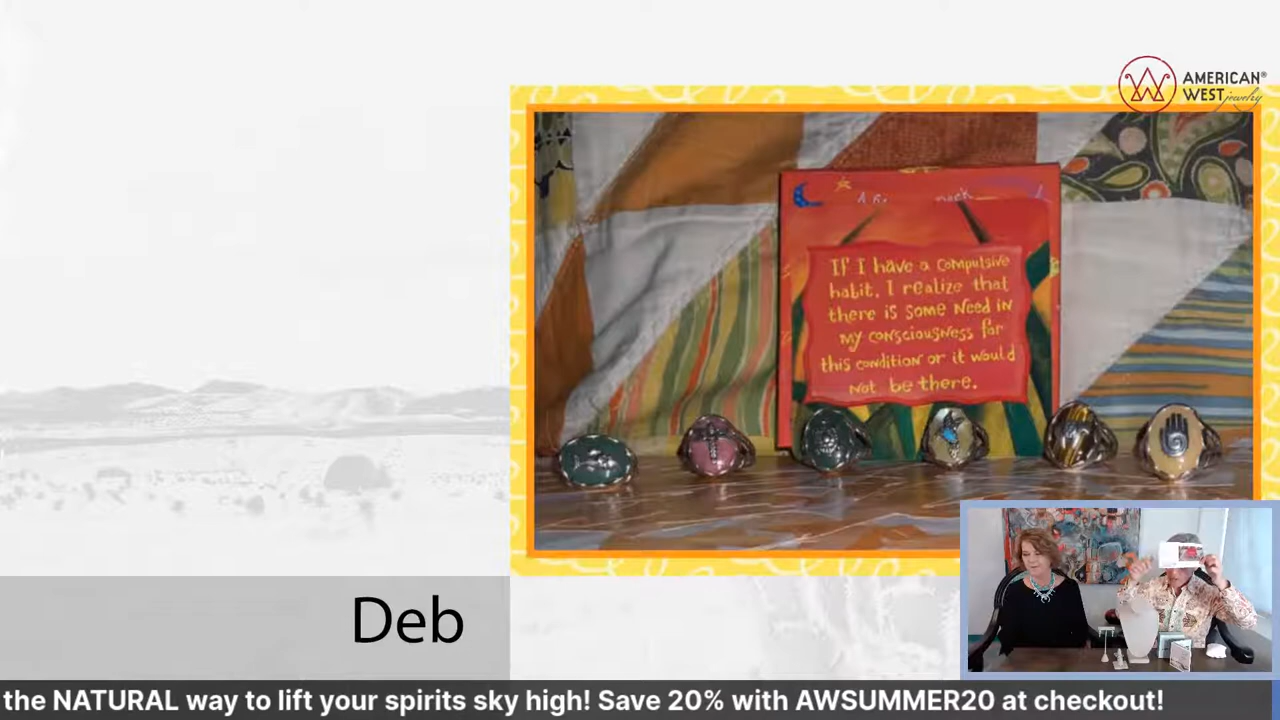 AMERICAN
WEST jewelry
If I have a compulsive
habit, I realize that
there is some need in
my consciousness for
this condition or it would
not be there.
Deb
the NATURAL way to lift your spirits sky high! Save 20% with AWSUMMER20 at checkout!